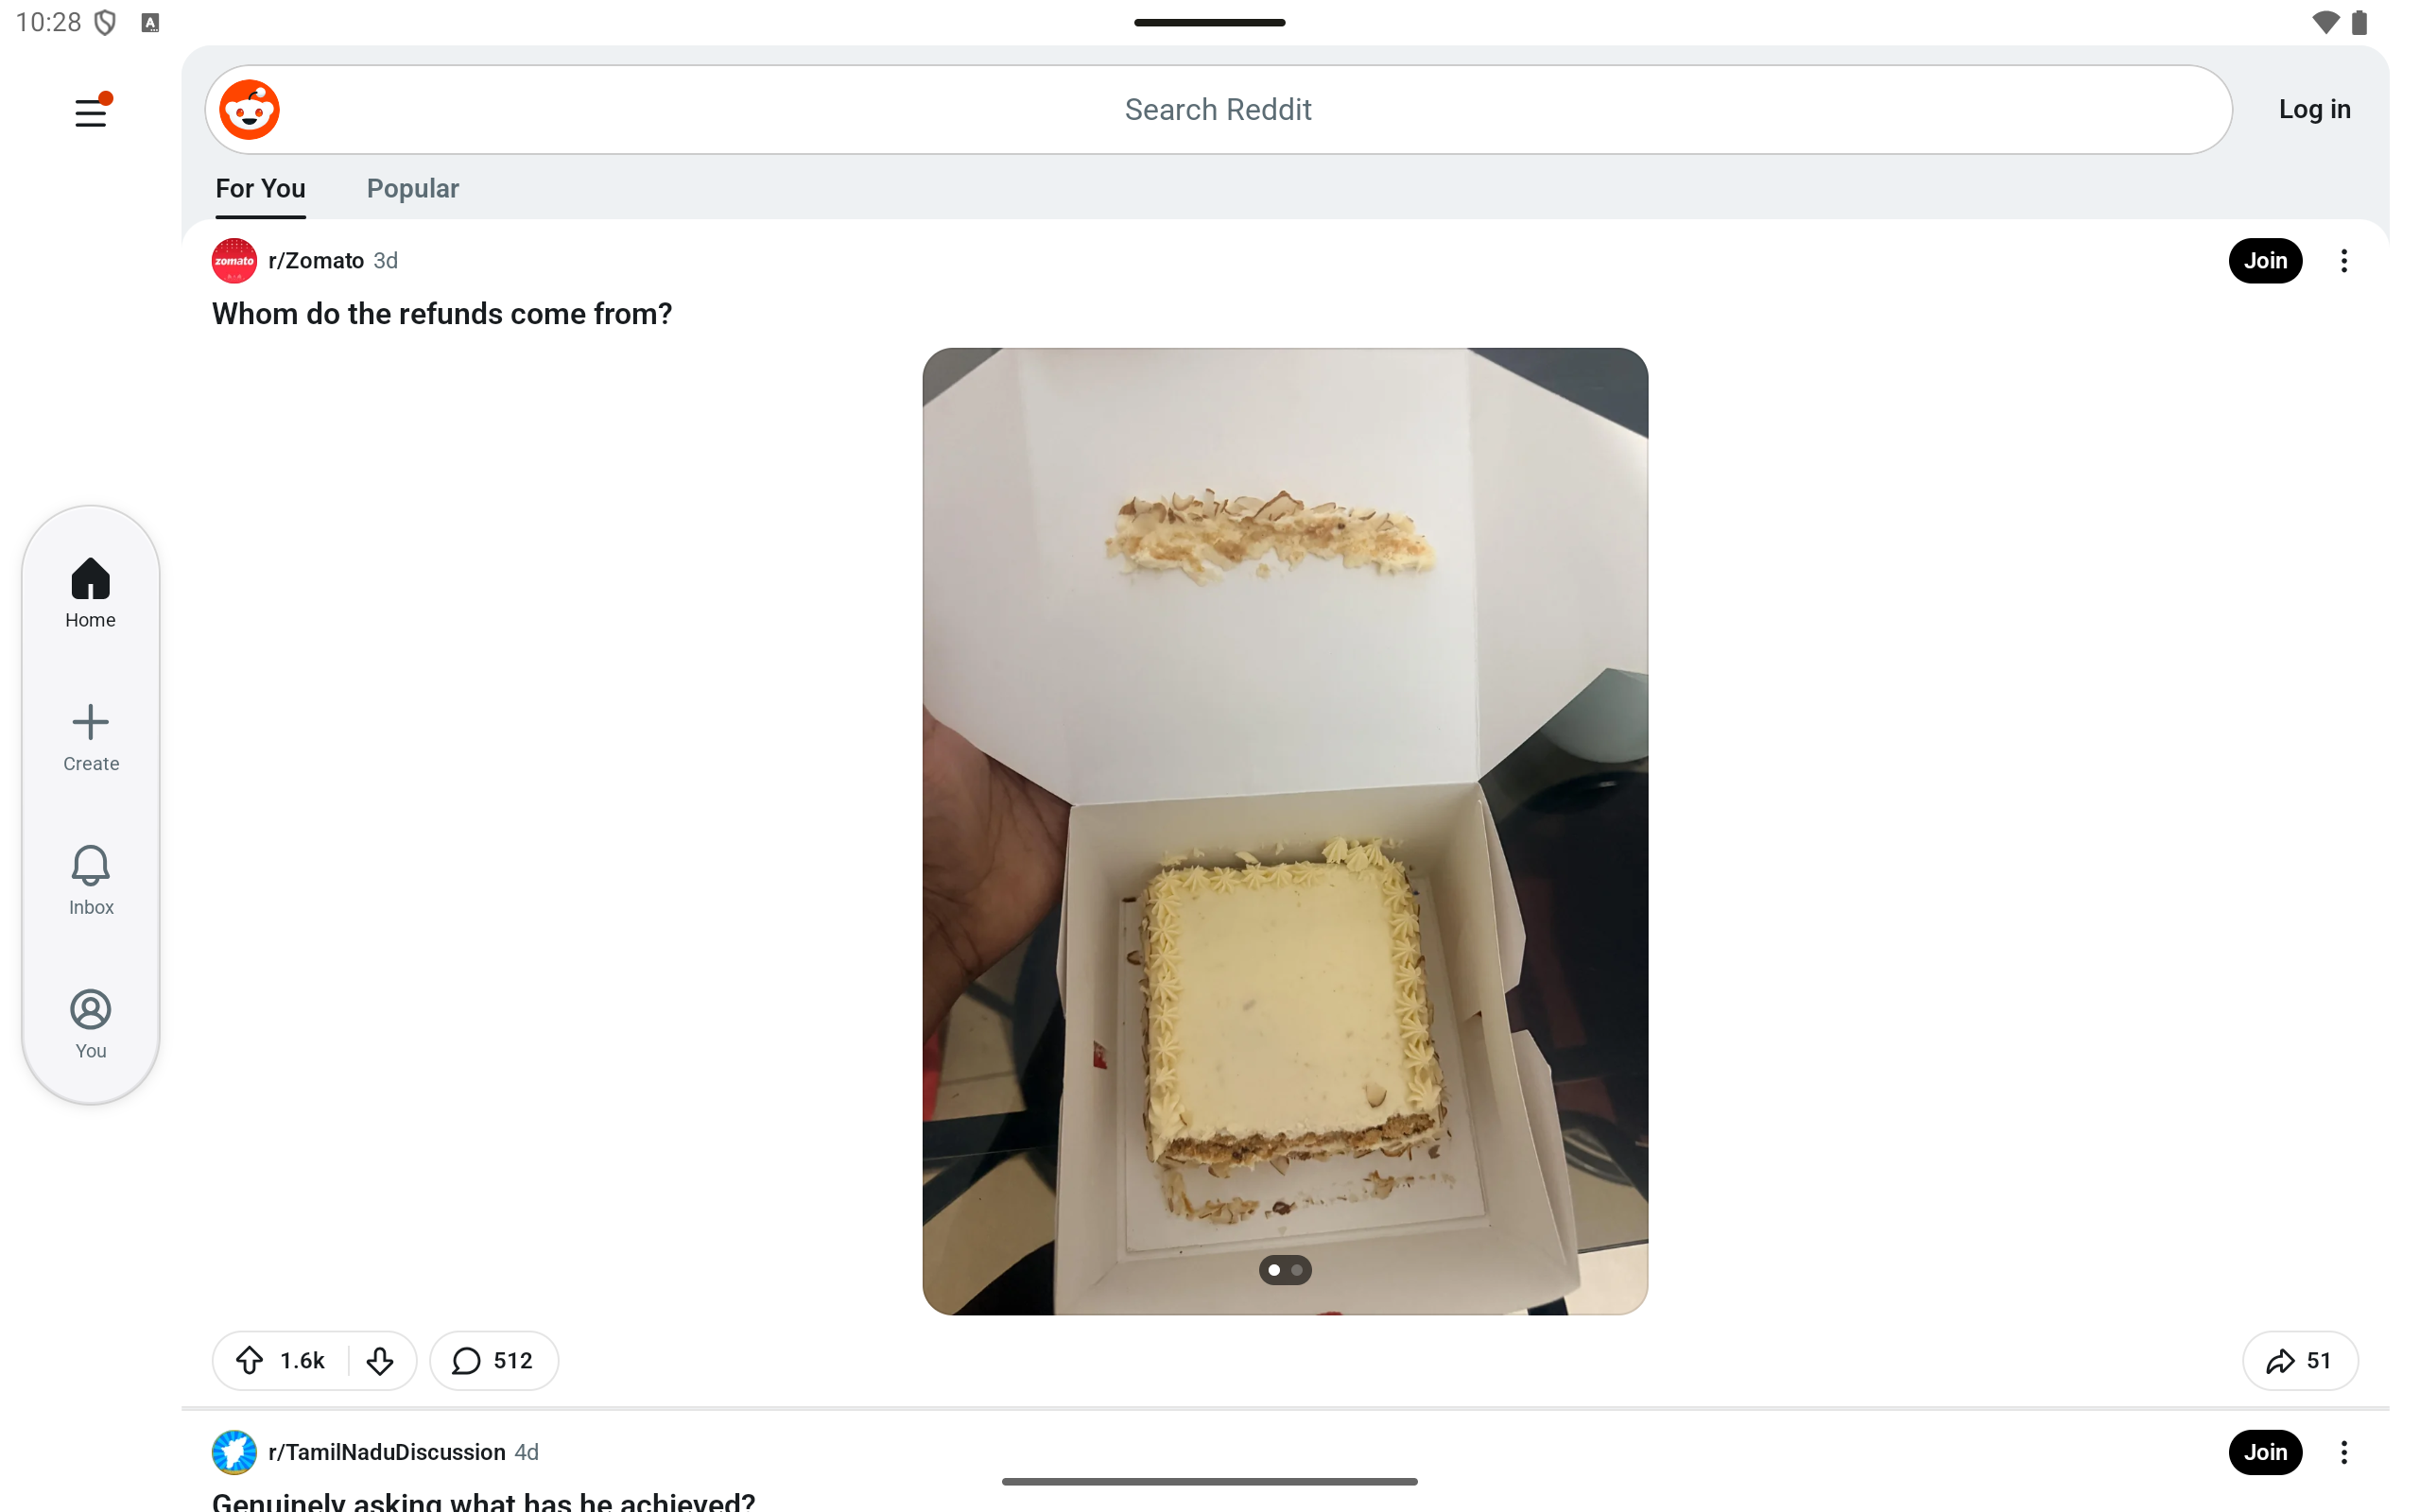 10:28
Search Reddit
Log in
For You
Popular
zomato
r/Zomato 3d
Join
Whom do the refunds come from?
Home
Create
Inbox
You
1.6k
512
51
r/TamilNaduDiscussion 4d
Join
Genuinely asking what has he achieved?